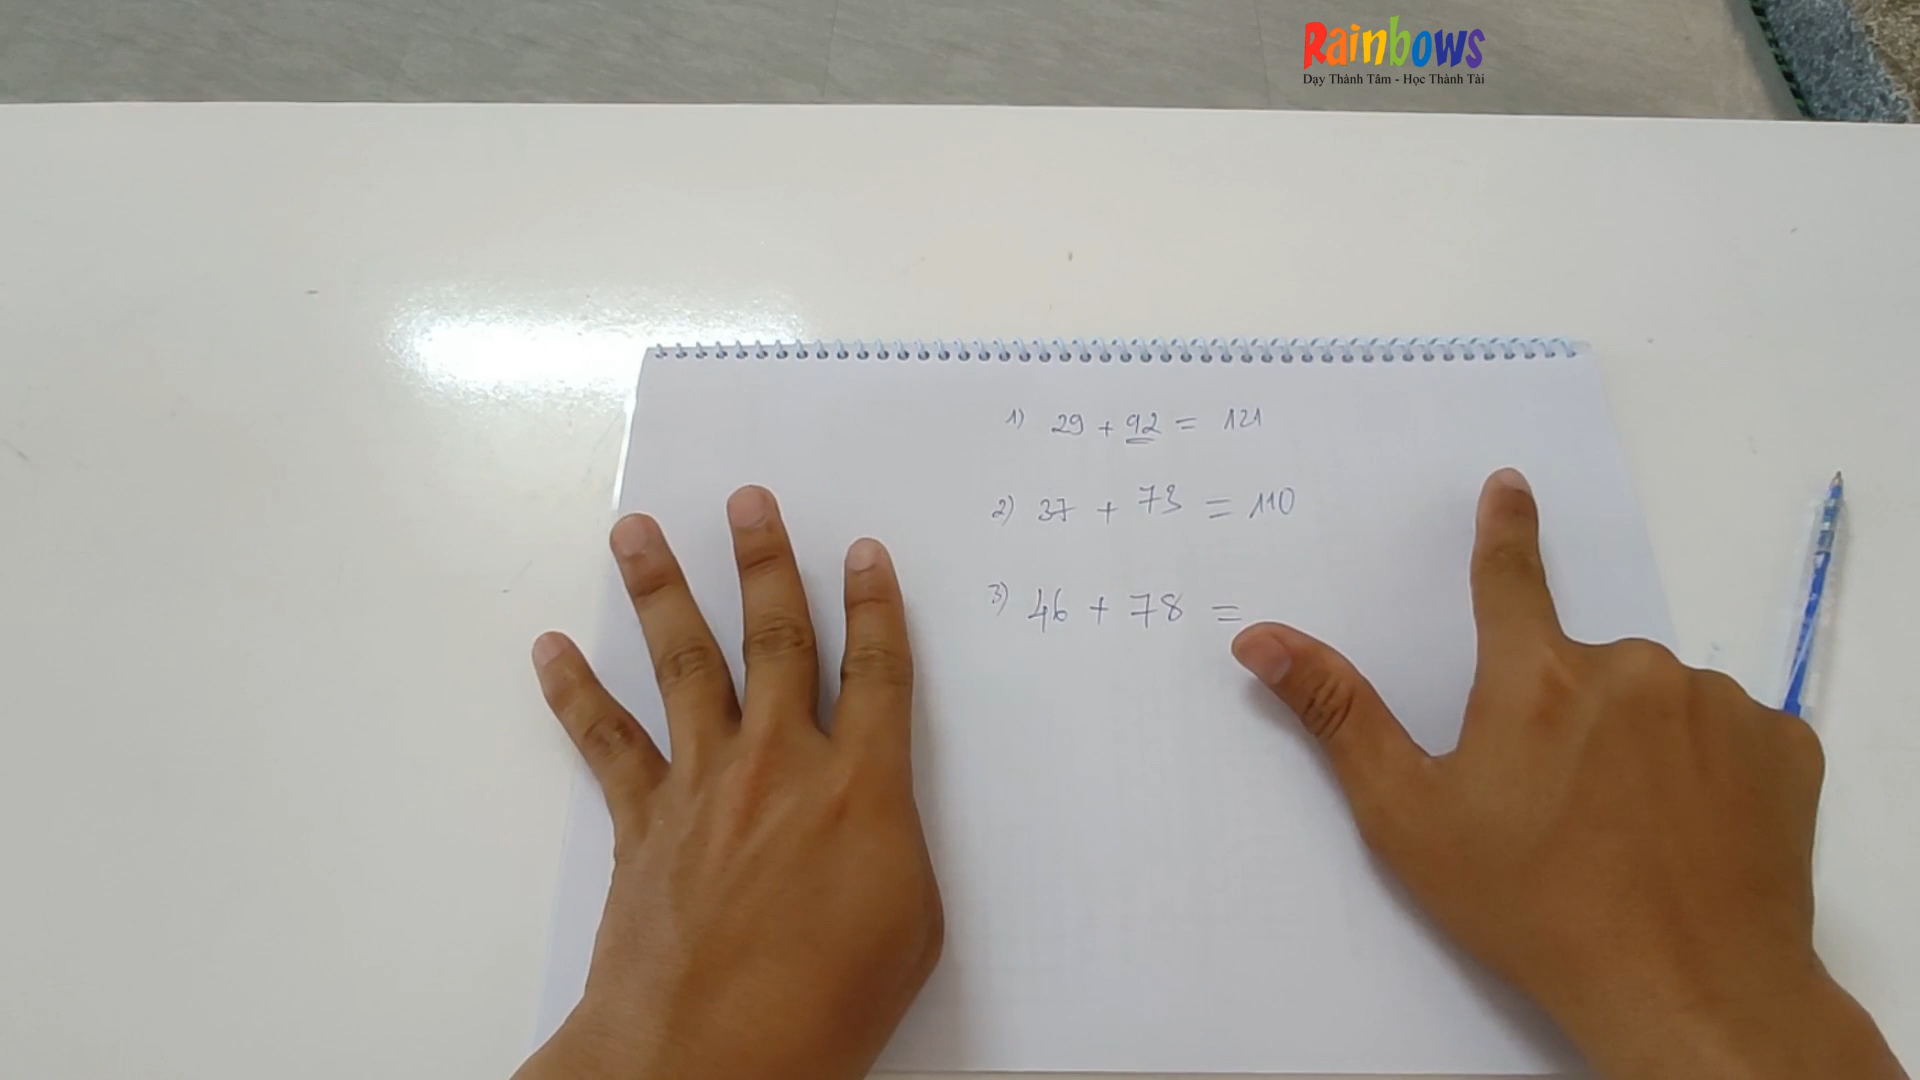 Rainbows
Dạy Thành Tâm - Học Thành Tài
1) 29 + 92 = 121
2) 37 + 73 = 110
3) 46 + 78 =